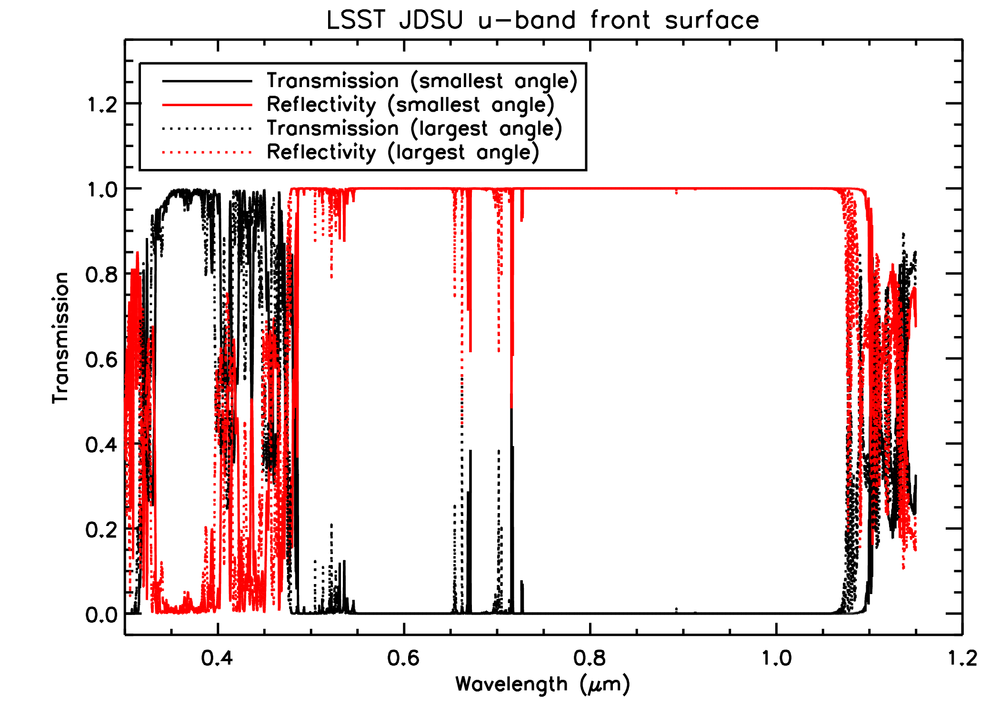 LSST JDSU u-band front surface
Transmission (smallest angle)
Reflectivity (smallest angle)
Transmission (largest angle)
Reflectivity (largest angle)
1.2
1.0
0.8
0.6
0.4
0.2
0.0
Transmission
0.4 0.6 0.8 1.0 1.2
Wavelength (μm)